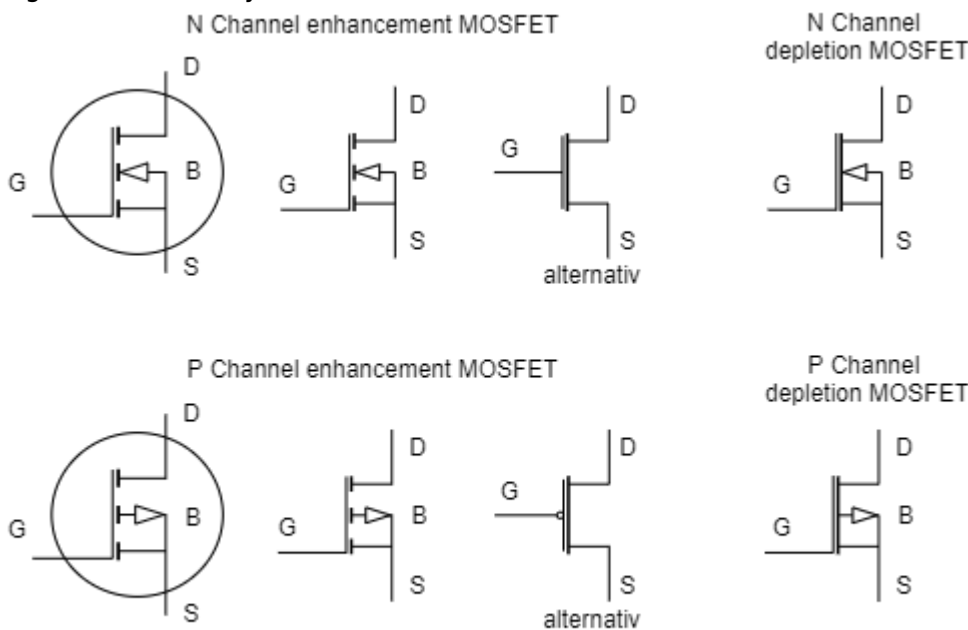 N Channel enhancement MOSFET
N Channel
depletion MOSFET
D
G
B
S
D
G
B
S
D
G
S
alternativ
D
G
B
S
P Channel enhancement MOSFET
P Channel
depletion MOSFET
D
G
B
S
D
G
B
S
D
G
S
alternativ
D
G
B
S